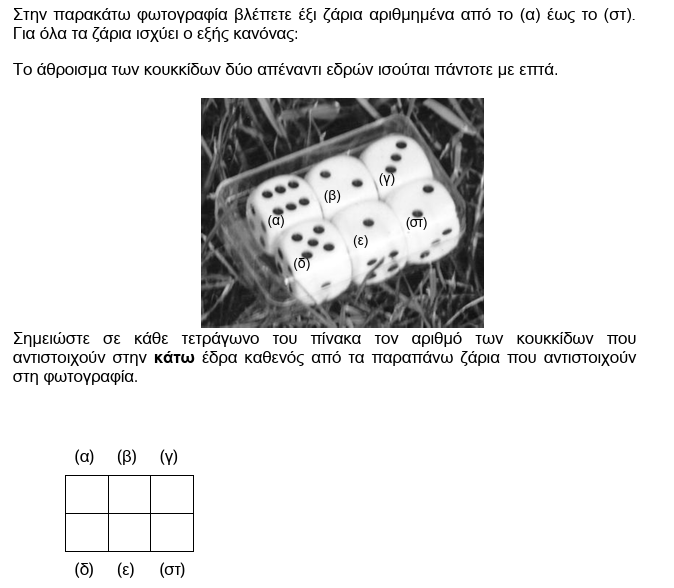 Στην παρακάτω φωτογραφία βλέπετε έξι ζάρια αριθμημένα από το (α) έως το (στ).
Για όλα τα ζάρια ισχύει ο εξής κανόνας:
Το άθροισμα των κουκκίδων δύο απέναντι εδρών ισούται πάντοτε με επτά.
(α) (β) (γ)
(δ) (ε) (στ)
Σημειώστε σε κάθε τετράγωνο του πίνακα τον αριθμό των κουκκίδων που
αντιστοιχούν στην κάτω έδρα καθενός από τα παραπάνω ζάρια που αντιστοιχούν
στη φωτογραφία.
(α) (β) (γ)
(δ) (ε) (στ)